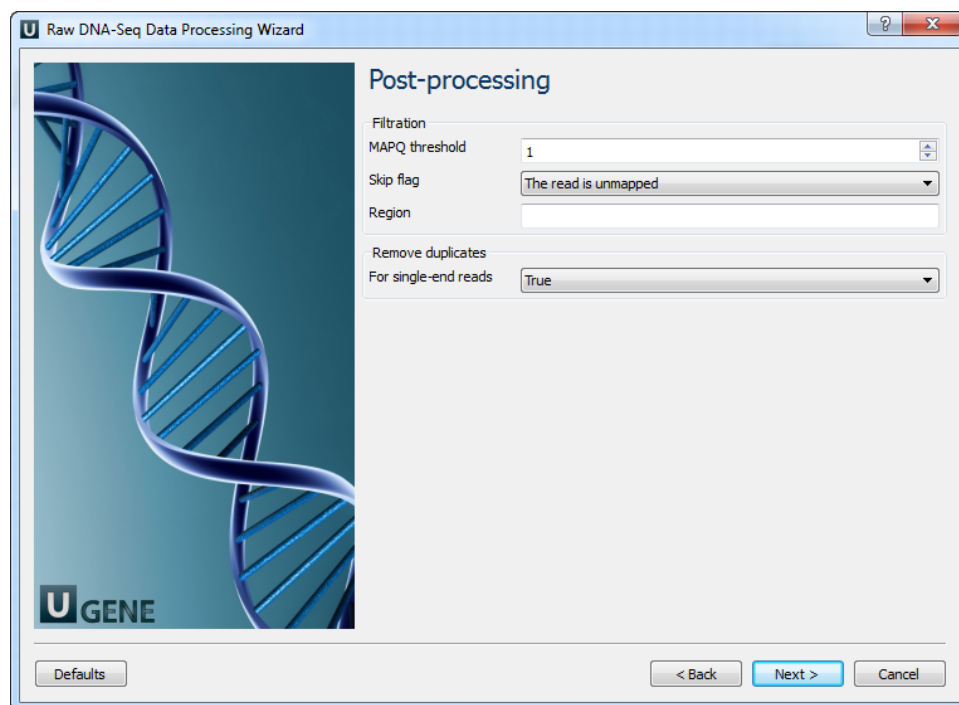 Raw DNA-Seq Data Processing Wizard
Post-processing
Filtration
MAPQ threshold 1
Skip flag The read is unmapped
Region
Remove duplicates
For single-end reads True
U GENE
Defaults < Back Next > Cancel